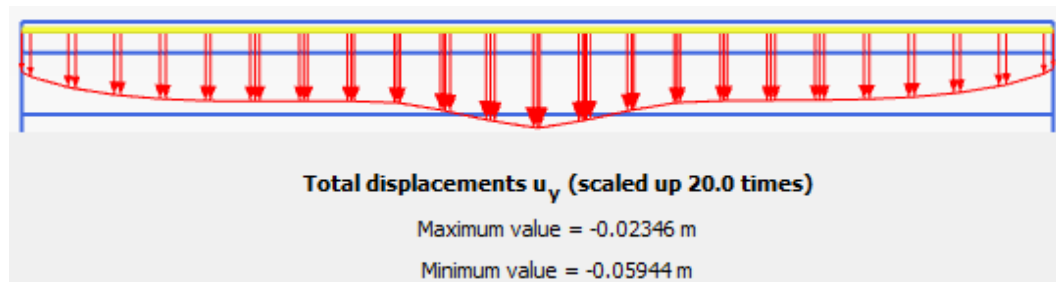 Total displacements uy (scaled up 20.0 times)
Maximum value = -0.02346 m
Minimum value = -0.05944 m